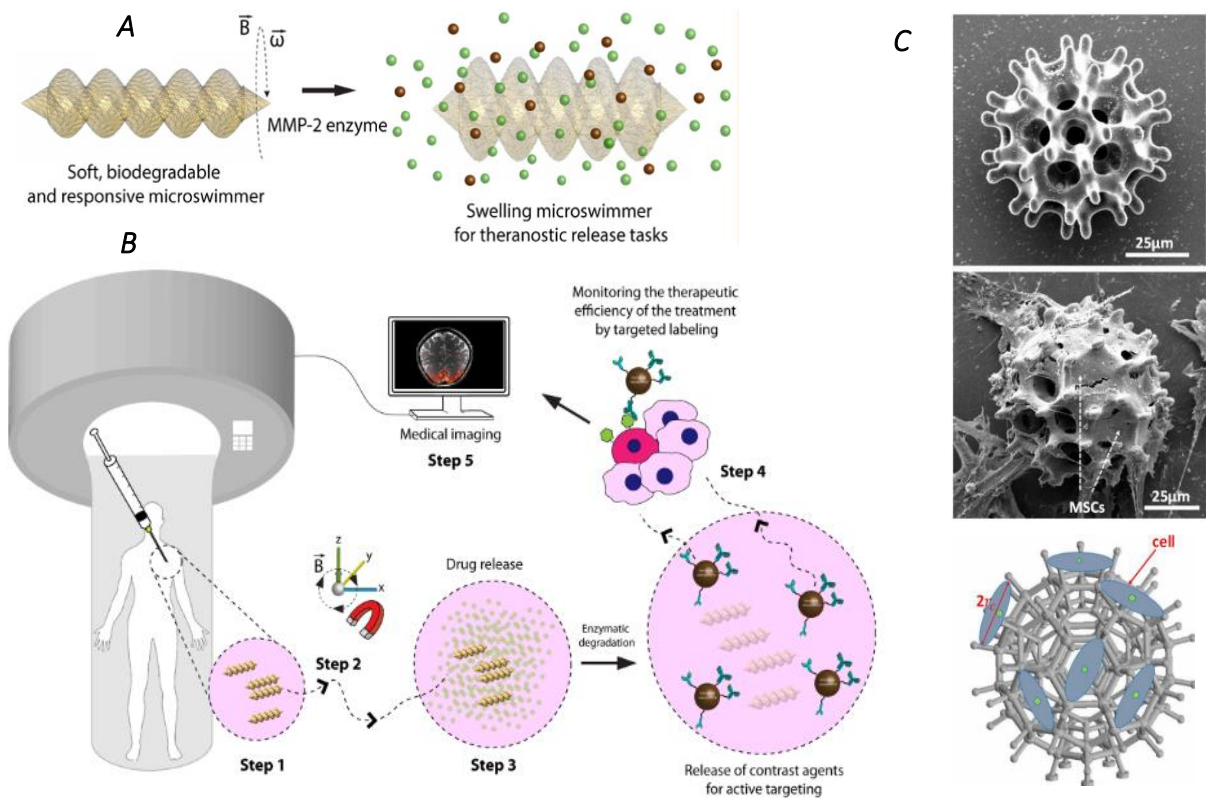 A
B⃗
ω⃗
MMP-2 enzyme
Soft, biodegradable
and responsive microswimmer
Swelling microswimmer
for theranostic release tasks
B
Monitoring the therapeutic
efficiency of the treatment
by targeted labeling
Medical imaging
Step 5
Step 4
z
y
x
B⃗
Drug release
Step 2
Enzymatic
degradation
Step 1
Step 3
Release of contrast agents
for active targeting
C
25μm
MSCs
25μm
cell